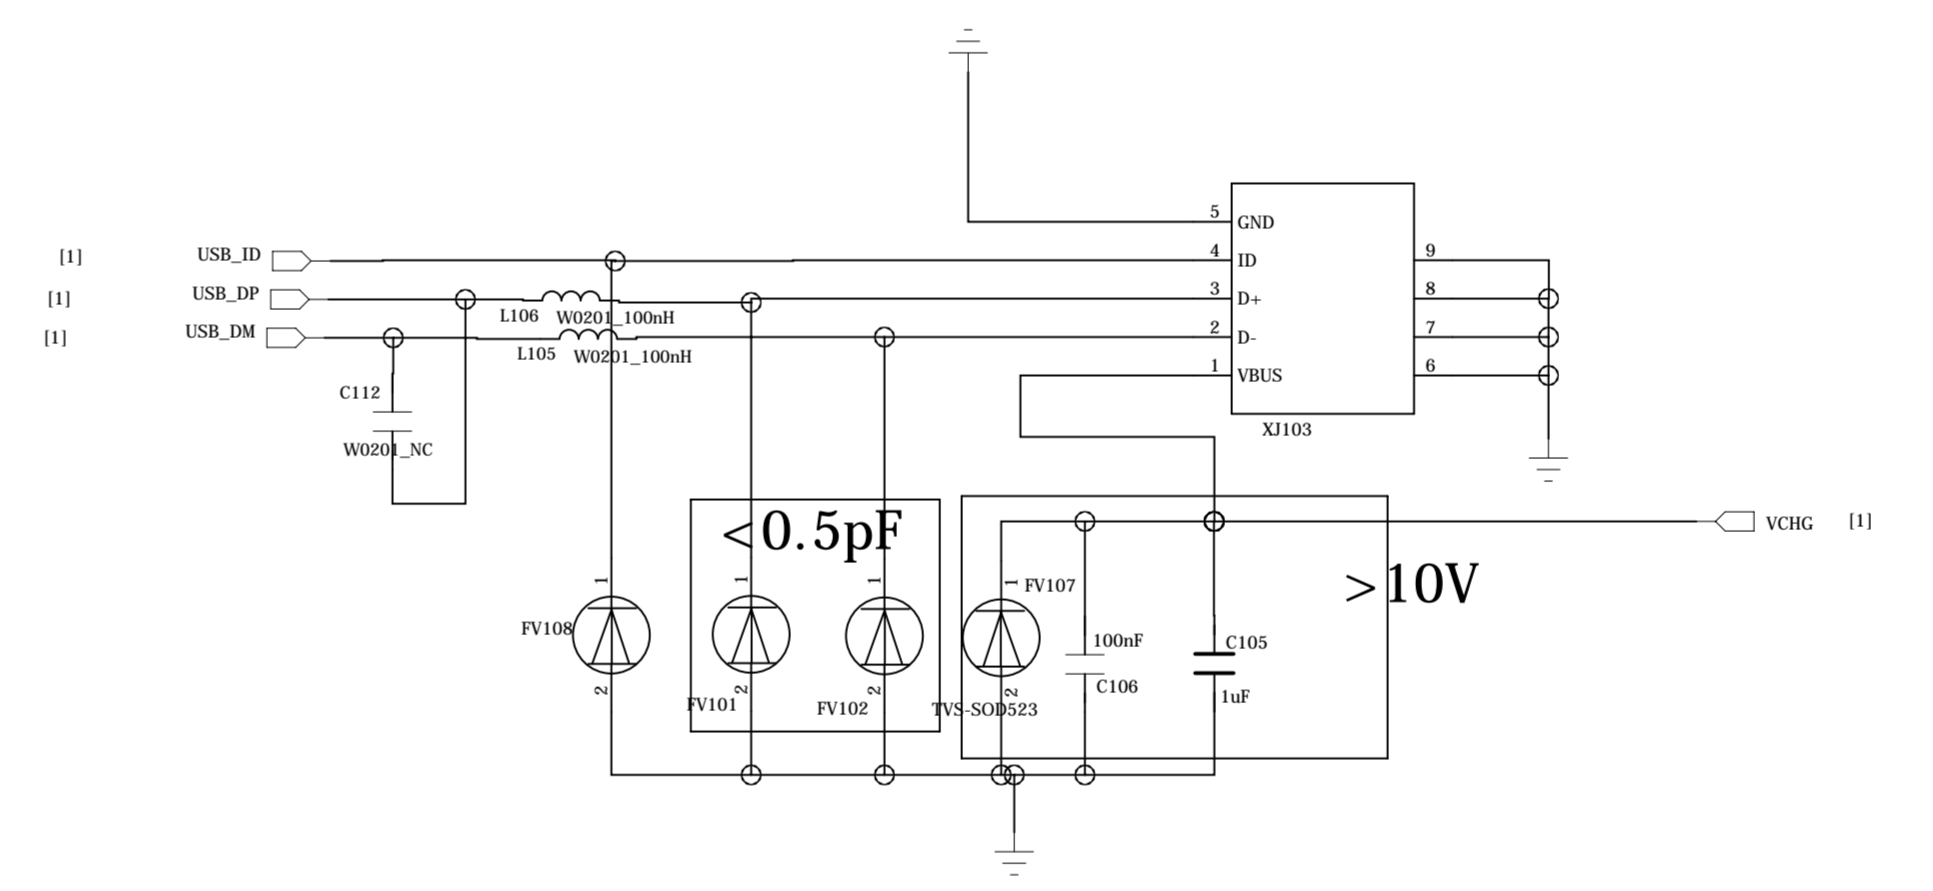 5
GND
[1]
USB_ID
4
ID
9
[1]
USB_DP
3
D+
8
L106
W0201_100nH
[1]
USB_DM
2
D-
7
L105
W0201_100nH
1
VBUS
6
C112
XJ103
W0201_NC
<0.5pF
VCHG
[1]
1
1
1
1
FV107
>10V
FV108
100nF
C105
2
2
2
2
C106
1uF
FV101
FV102
TVS-SOD523